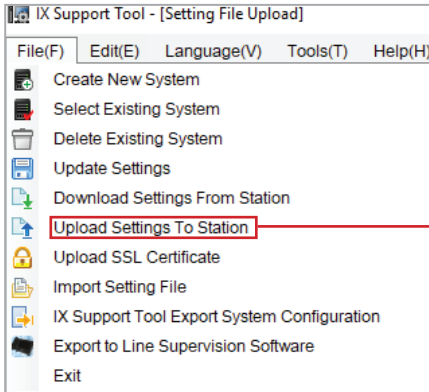 IX Support Tool - [Setting File Upload]
File(F) Edit(E) Language(V) Tools(T) Help(H)
Create New System
Select Existing System
Delete Existing System
Update Settings
Download Settings From Station
Upload Settings To Station
Upload SSL Certificate
Import Setting File
IX Support Tool Export System Configuration
Export to Line Supervision Software
Exit